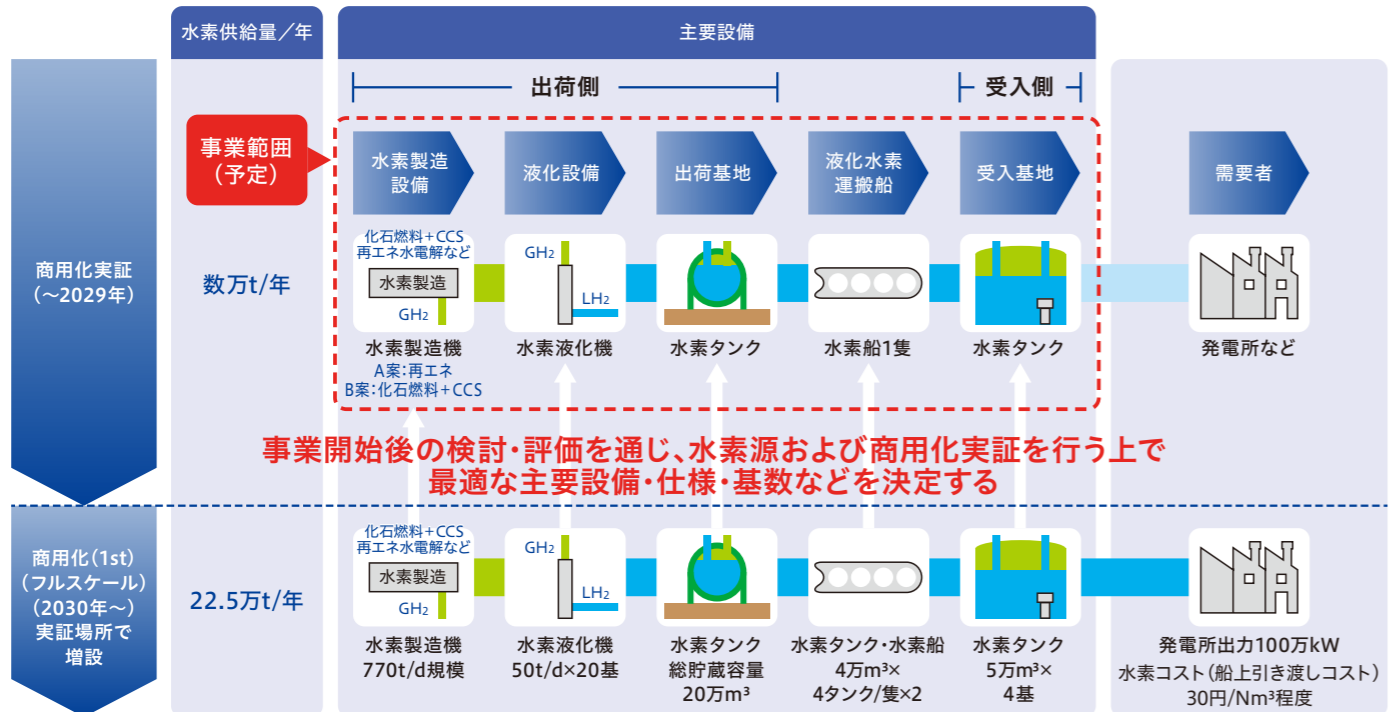 水素供給量／年
主要設備
出荷側
受入側
事業範囲
（予定）
水素製造
設備
液化設備
出荷基地
液化水素
運搬船
受入基地
需要者
商用化実証
（〜2029年）
数万t/年
化石燃料＋CCS
再エネ水電解など
水素製造
GH2
水素製造機
A案：再エネ
B案：化石燃料＋CCS
GH2
LH2
水素液化機
水素タンク
水素船1隻
水素タンク
発電所など
事業開始後の検討・評価を通じ、水素源および商用化実証を行う上で
最適な主要設備・仕様・基数などを決定する
商用化（1st）
（フルスケール）
（2030年〜）
実証場所で
増設
22.5万t/年
化石燃料＋CCS
再エネ水電解など
水素製造
GH2
水素製造機
770t/d規模
GH2
LH2
水素液化機
50t/d×20基
水素タンク
総貯蔵容量
20万m³
水素タンク・水素船
4万m³×
4タンク/隻×2
水素タンク
5万m³×
4基
発電所出力100万kW
水素コスト（船上引き渡しコスト）
30円/Nm³程度